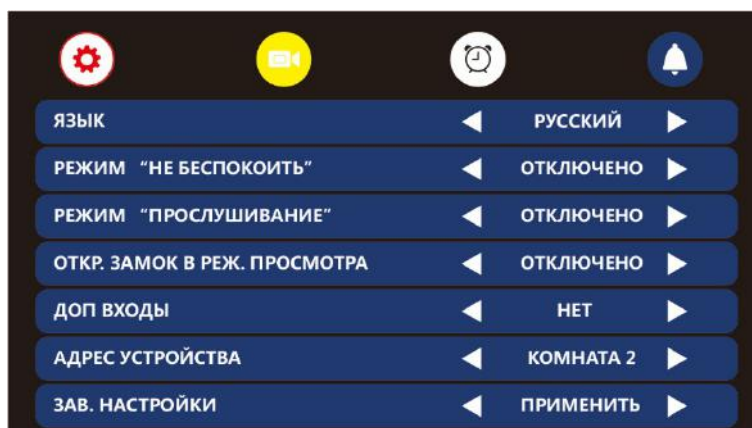 ЯЗЫК РУССКИЙ
РЕЖИМ “НЕ БЕСПОКОИТЬ” ОТКЛЮЧЕНО
РЕЖИМ “ПРОСЛУШИВАНИЕ” ОТКЛЮЧЕНО
ОТКР. ЗАМОК В РЕЖ. ПРОСМОТРА ОТКЛЮЧЕНО
ДОП ВХОДЫ НЕТ
АДРЕС УСТРОЙСТВА КОМНАТА 2
ЗАВ. НАСТРОЙКИ ПРИМЕНИТЬ